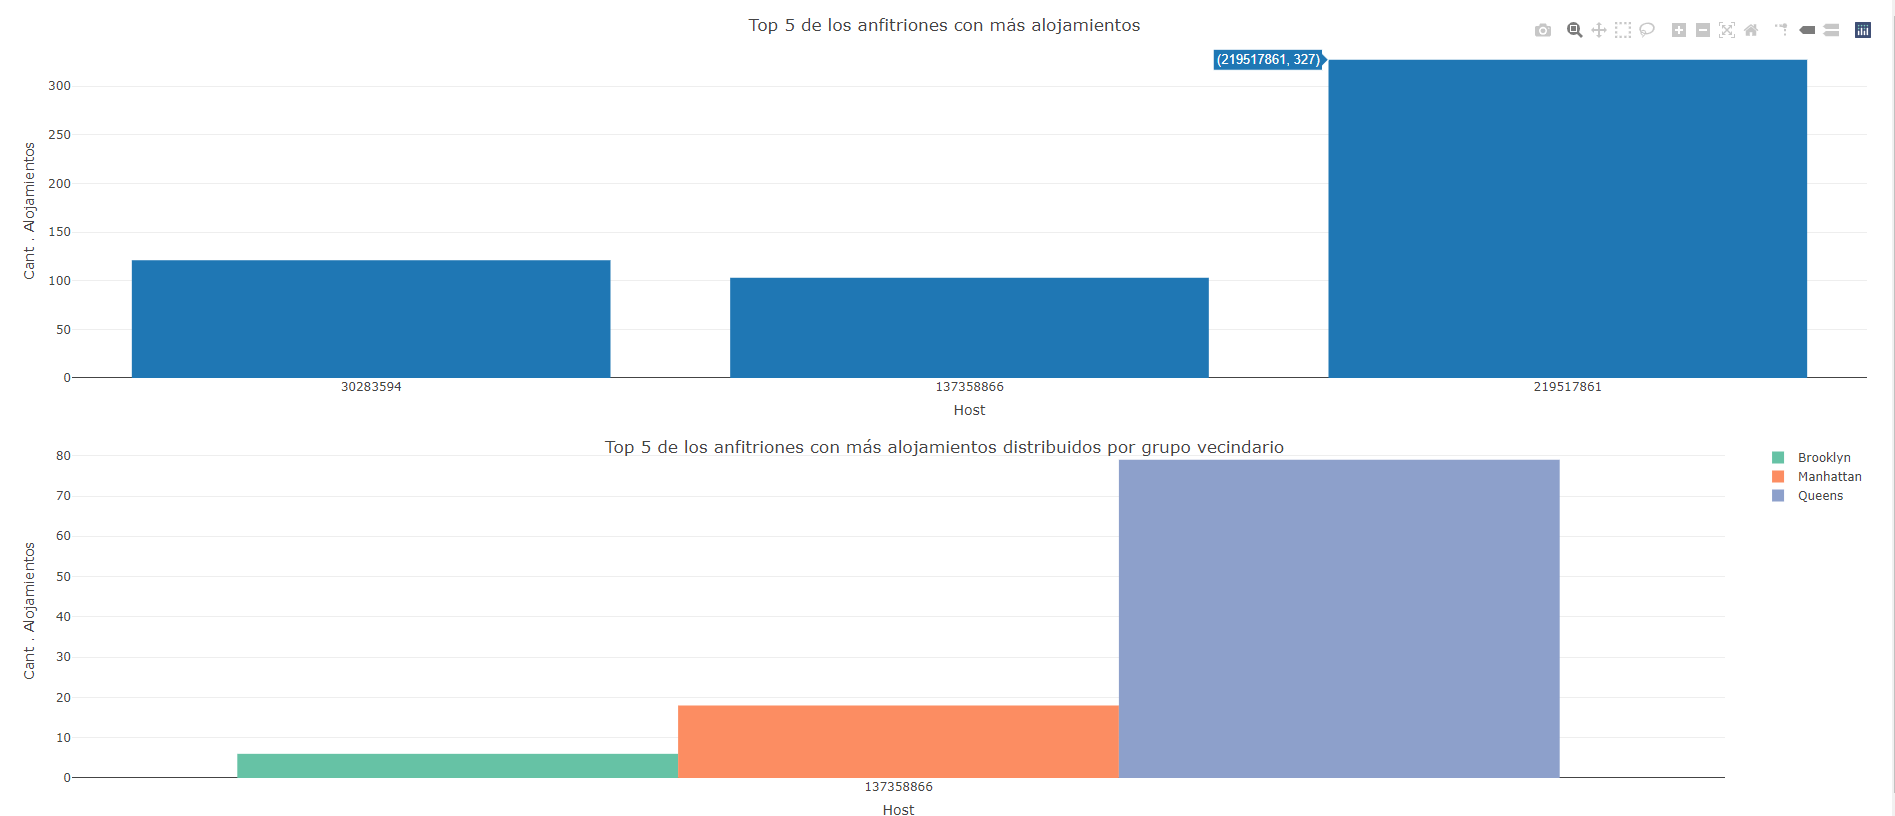 Top 5 de los anfitriones con más alojamientos
(219517861, 327)
300
250
200
150
100
50
0
Cant . Alojamientos
30283594
137358866
219517861
Host
Top 5 de los anfitriones con más alojamientos distribuidos por grupo vecindario
80
70
60
50
40
30
20
10
0
Cant . Alojamientos
137358866
Host
Brooklyn
Manhattan
Queens